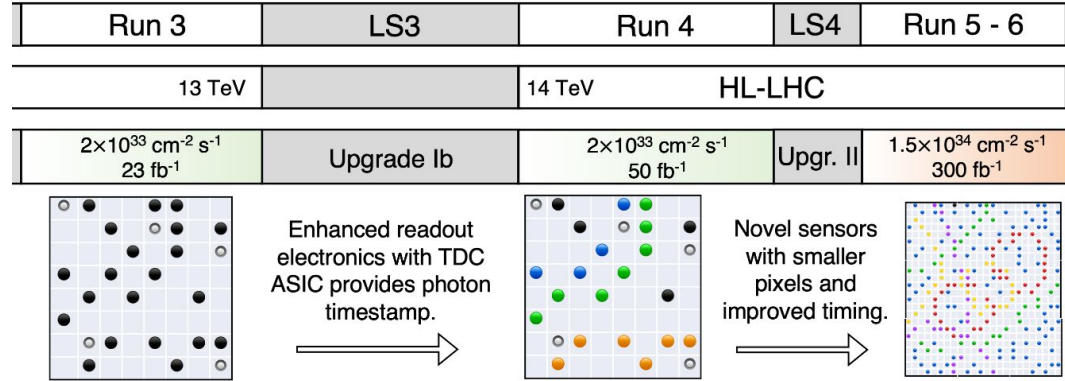 Run 3
LS3
Run 4
LS4
Run 5 - 6
13 TeV
14 TeV
HL-LHC
2×10³³ cm⁻² s⁻¹
23 fb⁻¹
Upgrade Ib
2×10³³ cm⁻² s⁻¹
50 fb⁻¹
Upgr. II
1.5×10³⁴ cm⁻² s⁻¹
300 fb⁻¹
Enhanced readout
electronics with TDC
ASIC provides photon
timestamp.
Novel sensors
with smaller
pixels and
improved timing.